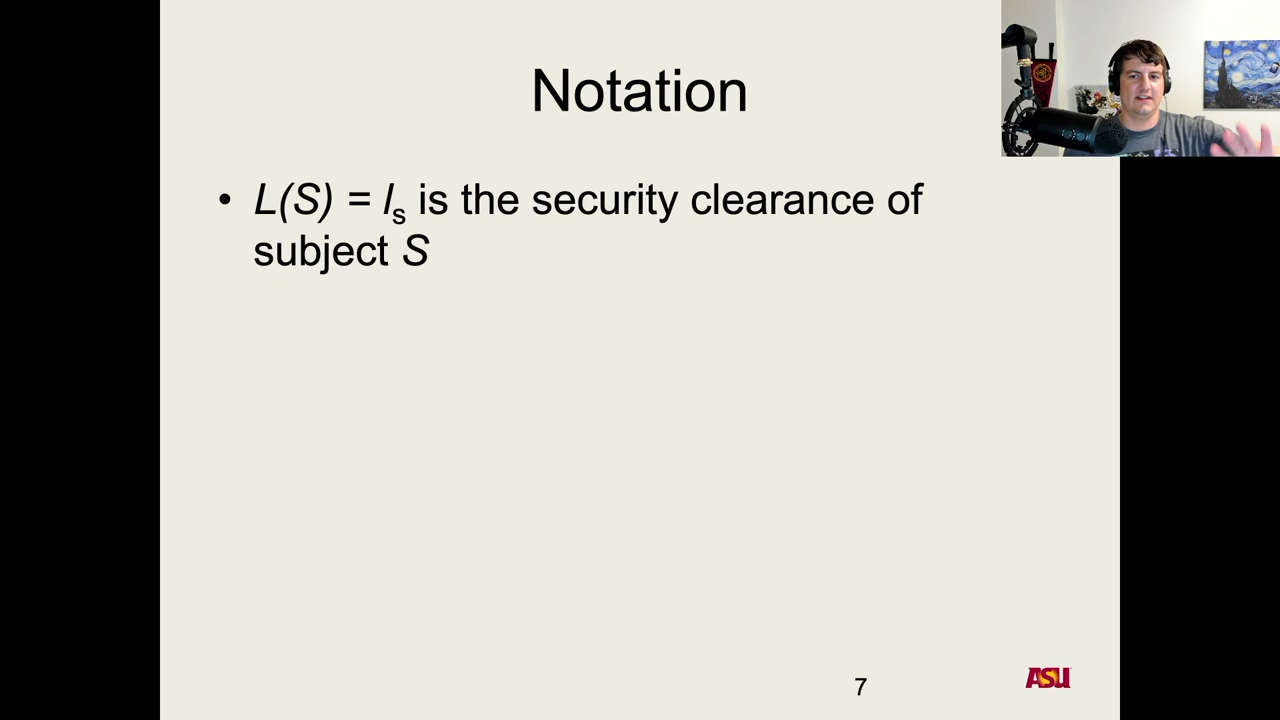 Notation
• L(S) = lₛ is the security clearance of
subject S
7
ASU